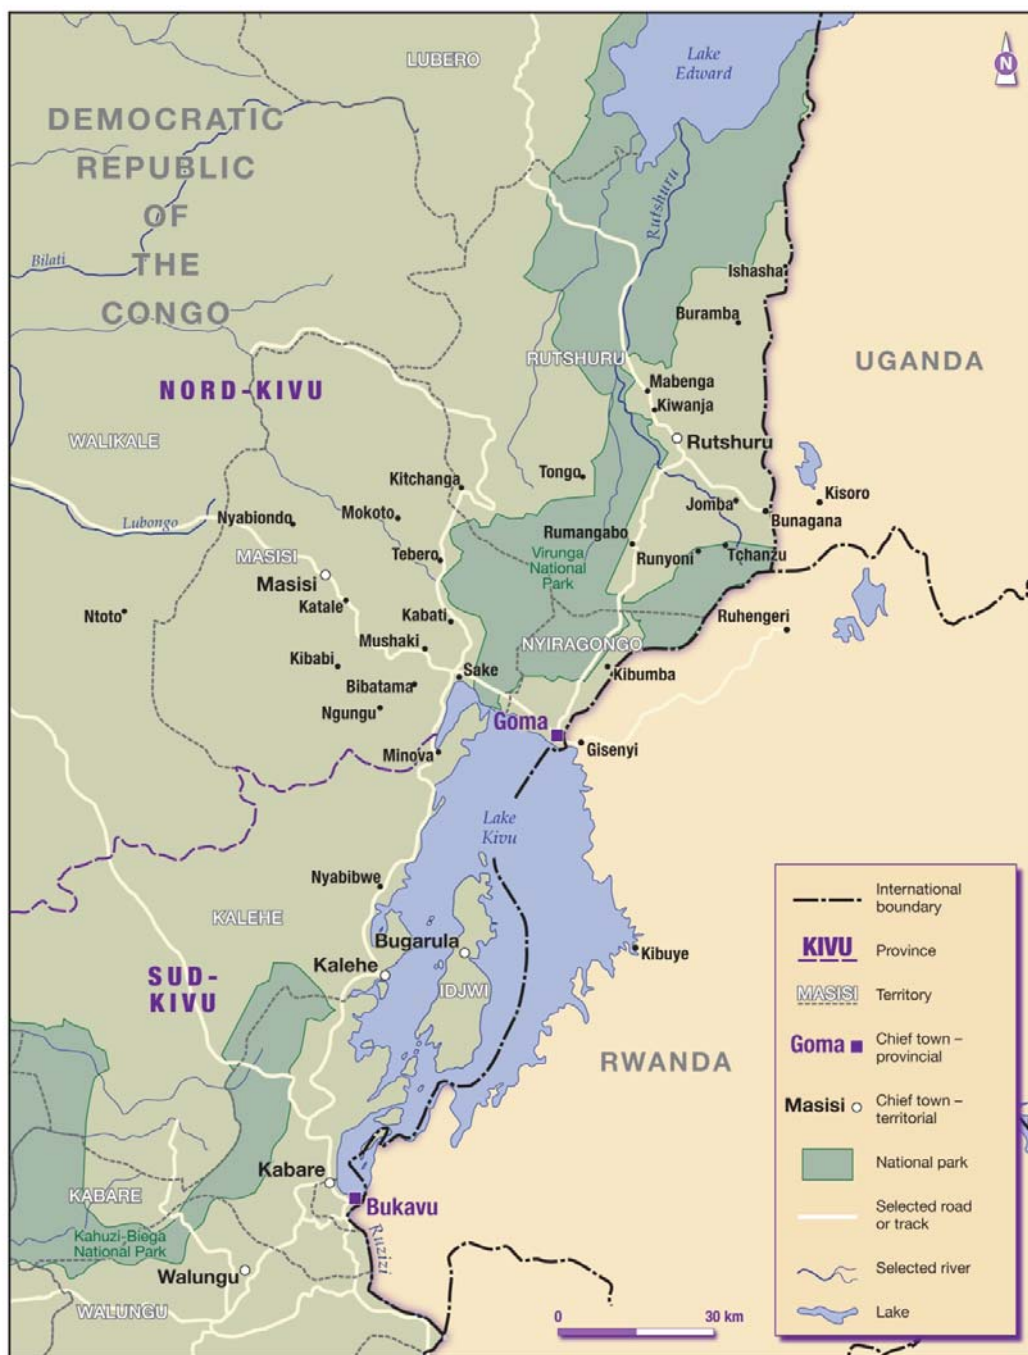 LUBERO
Lake
Edward
N
DEMOCRATIC
REPUBLIC
OF
THE
CONGO
Bilati
Rutshuru
Ishasha
Buramba
RUTSHURU
UGANDA
NORD-KIVU
Mabenga
Kiwanja
WALIKALE
Rutshuru
Kitchanga
Tongo
Kisoro
Jomba
Lubongo
Nyabiondo
Mokoto
Bunagana
Rumangabo
MASISI
Tebero
Virunga
National
Park
Runyoni
Tchanzu
Masisi
Katale
Ntoto
Kabati
Ruhengeri
Mushaki
NYIRAGONGO
Kibabi
Sake
Kibumba
Bibatama
Ngungu
Goma
Minova
Gisenyi
Lake
Kivu
Nyabibwe
KALEHE
Bugarula
Kalehe
Kibuye
SUD-
KIVU
IDJWI
RWANDA
Kabare
KABARE
Bukavu
Kahuzi-Biega
National Park
Ruzizi
Walungu
WALUNGU
0 30 km
International
boundary
KIVU Province
MASISI Territory
Goma Chief town –
provincial
Masisi Chief town –
territorial
National park
Selected road
or track
Selected river
Lake